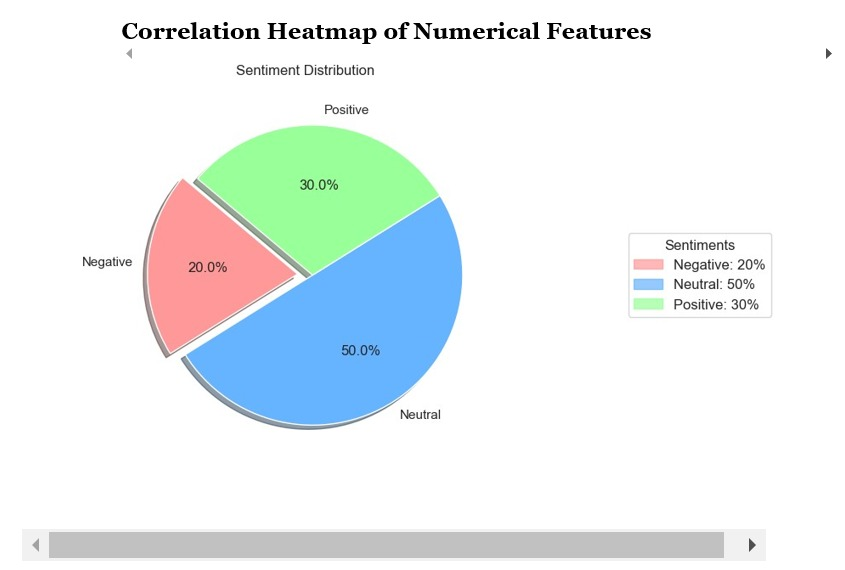 Correlation Heatmap of Numerical Features
Sentiment Distribution
Positive
30.0%
Negative
20.0%
50.0%
Neutral
Sentiments
Negative: 20%
Neutral: 50%
Positive: 30%